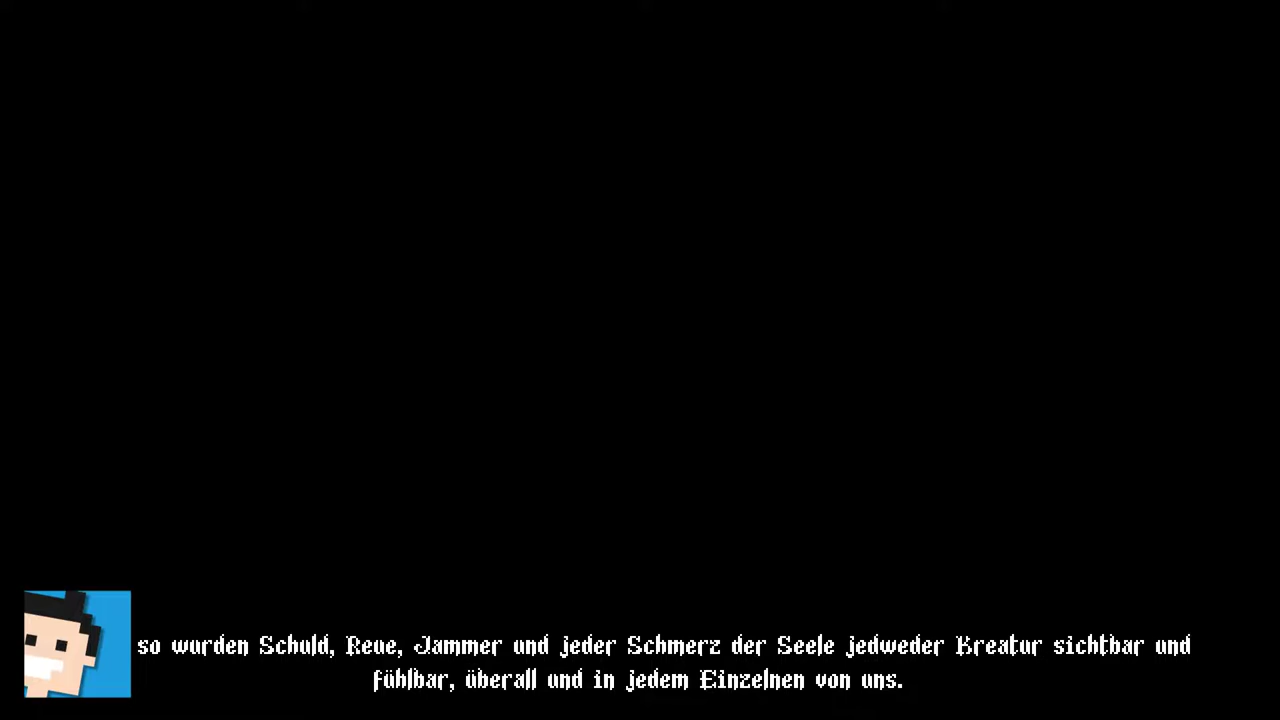 so wurden Schuld, Reue, Jammer und jeder Schmerz der Seele jedweder Kreatur sichtbar und
fühlbar, überall und in jedem Einzelnen von uns.